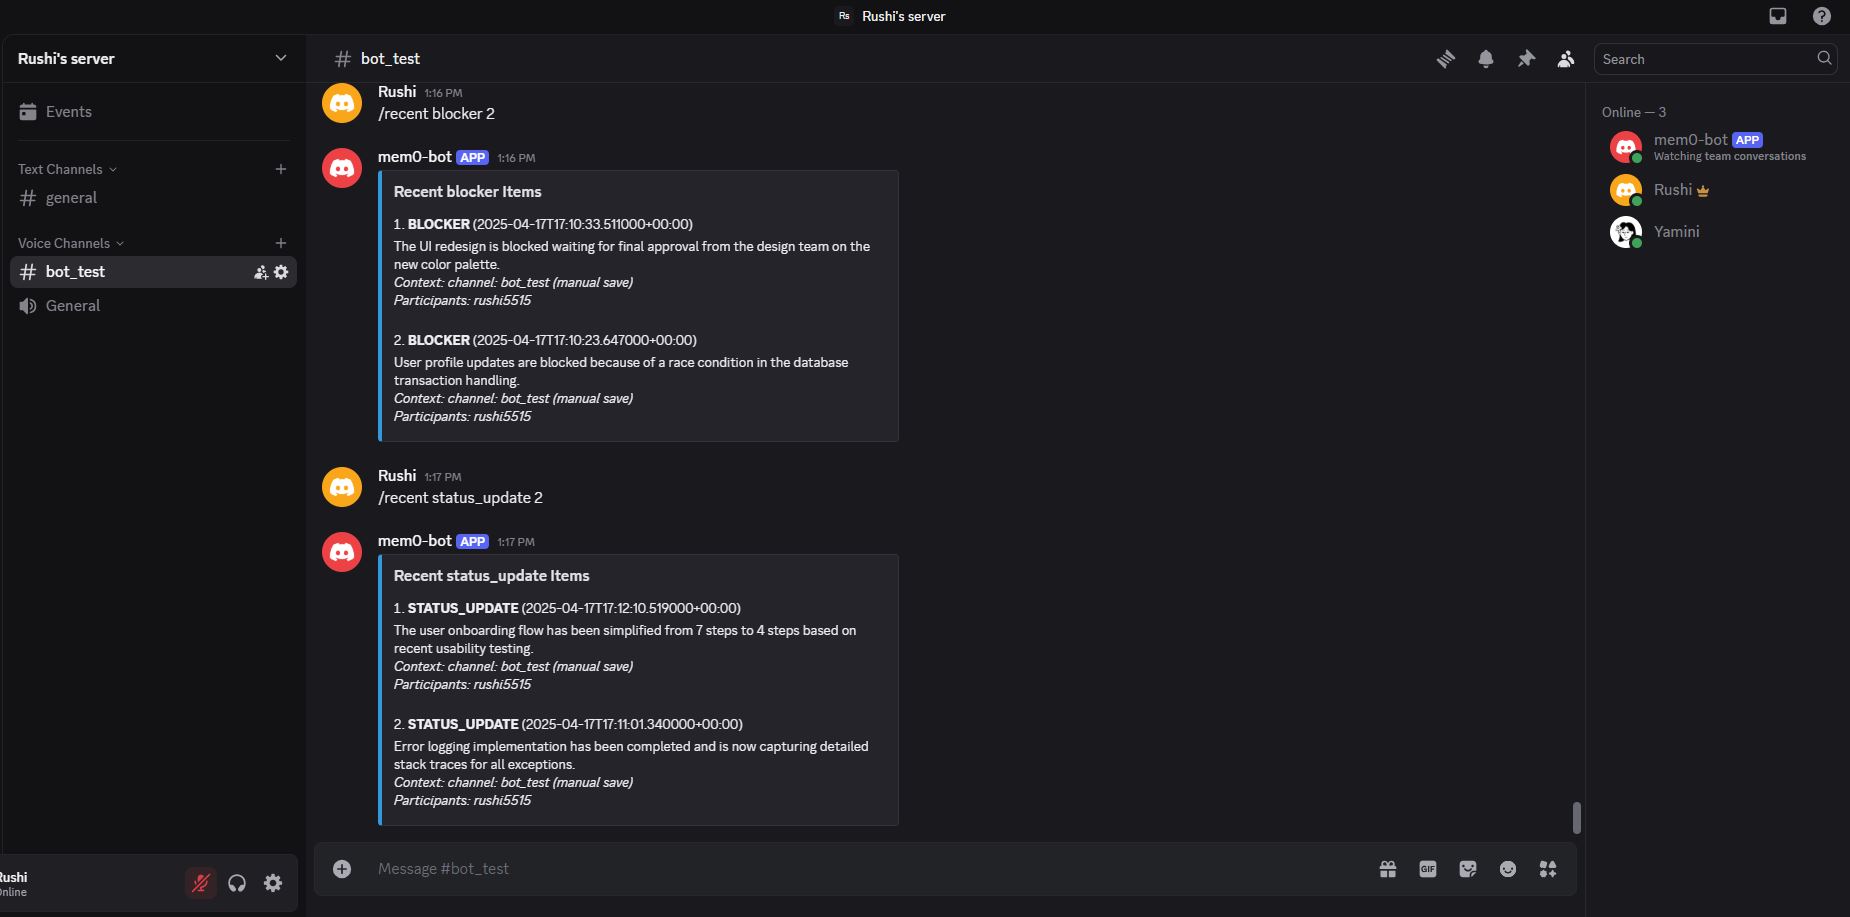 Rs Rushi's server
Rushi's server
Events
Text Channels
general
Voice Channels
bot_test
General
Rushi
Online
# bot_test
Search
Rushi 1:16 PM
/recent blocker 2
mem0-bot APP 1:16 PM
Recent blocker Items
1. BLOCKER (2025-04-17T17:10:33.511000+00:00)
The UI redesign is blocked waiting for final approval from the design team on the
new color palette.
Context: channel: bot_test (manual save)
Participants: rushi5515
2. BLOCKER (2025-04-17T17:10:23.647000+00:00)
User profile updates are blocked because of a race condition in the database
transaction handling.
Context: channel: bot_test (manual save)
Participants: rushi5515
Rushi 1:17 PM
/recent status_update 2
mem0-bot APP 1:17 PM
Recent status_update Items
1. STATUS_UPDATE (2025-04-17T17:12:10.519000+00:00)
The user onboarding flow has been simplified from 7 steps to 4 steps based on
recent usability testing.
Context: channel: bot_test (manual save)
Participants: rushi5515
2. STATUS_UPDATE (2025-04-17T17:11:01.340000+00:00)
Error logging implementation has been completed and is now capturing detailed
stack traces for all exceptions.
Context: channel: bot_test (manual save)
Participants: rushi5515
Message #bot_test
GIF
Online — 3
mem0-bot APP
Watching team conversations
Rushi
Yamini